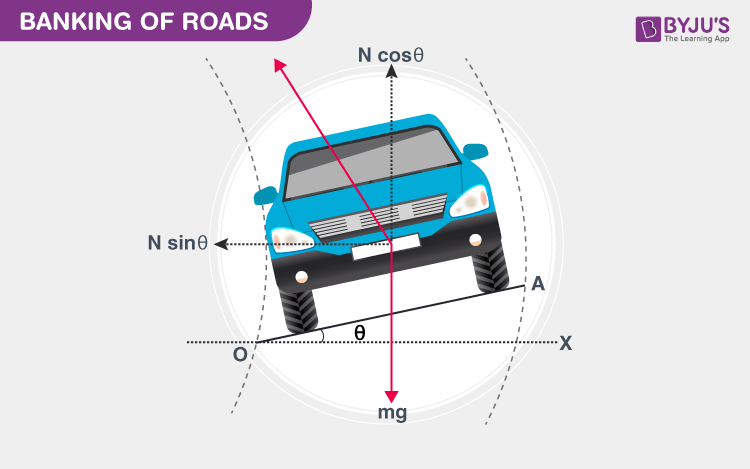 BANKING OF ROADS
BYJU'S
The Learning App
N cosθ
N sinθ
A
θ
O
X
mg